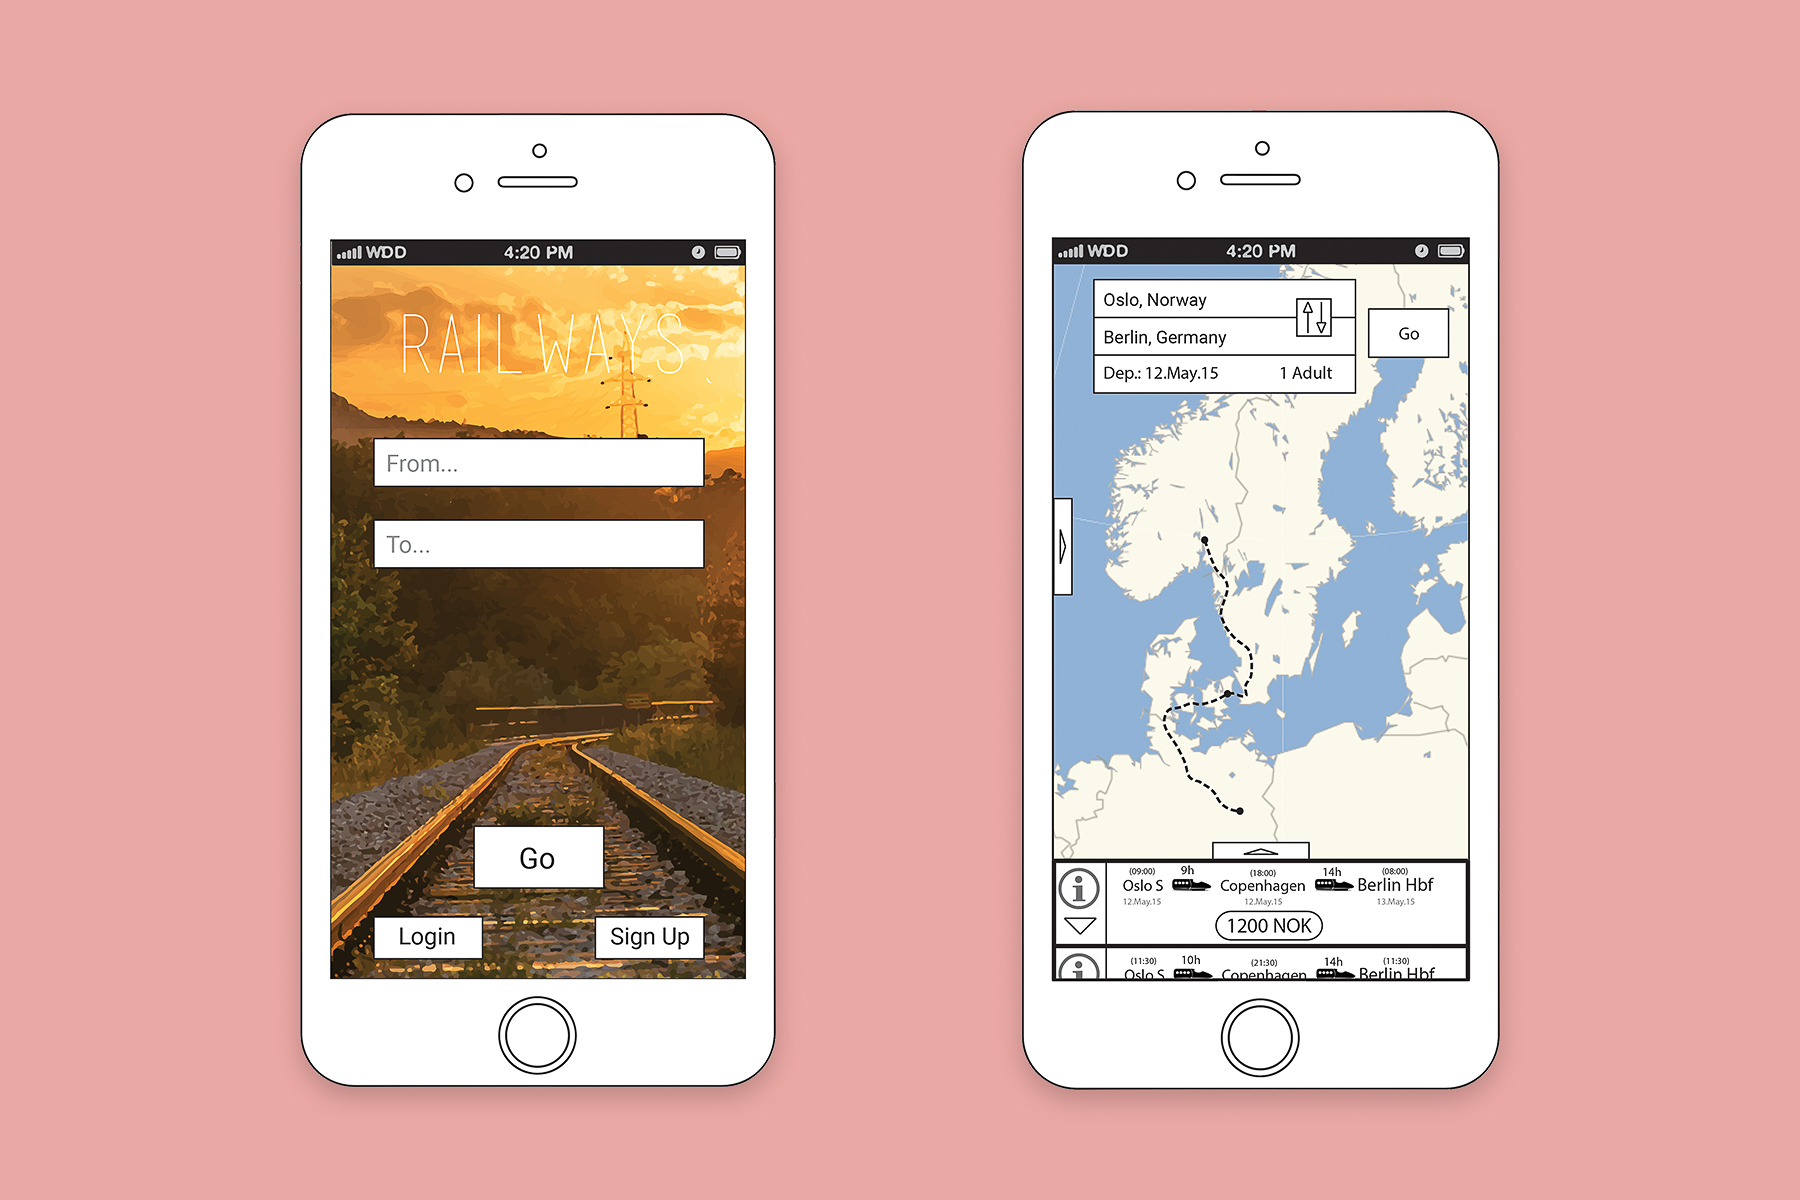 WDD 4:20 PM
RAILWAYS
From...
To...
Go
Login Sign Up
WDD 4:20 PM
Oslo, Norway
Berlin, Germany
Go
Dep.: 12.May.15 1 Adult
(09:00) 9h (18:00) 14h (08:00)
Oslo S Copenhagen Berlin Hbf
12.May.15 12.May.15 13.May.15
1200 NOK
(11:30) 10h (21:30) 14h (11:30)
Oslo S Copenhagen Berlin Hbf